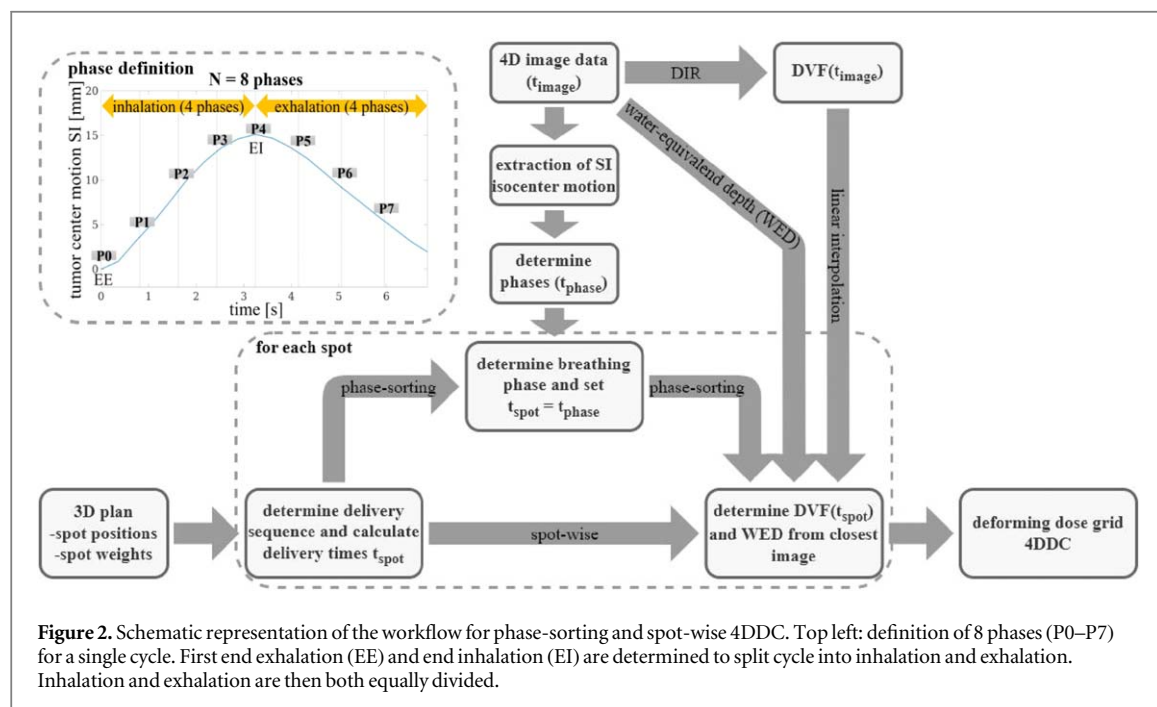 phase definition
N = 8 phases
inhalation (4 phases)
exhalation (4 phases)
tumor center motion SI [mm]
20
15
10
5
0
P0
EE
P1
P2
P3
P4
EI
P5
P6
P7
0 1 2 3 4 5 6
time [s]
4D image data
(t_image)
DIR
DVF(t_image)
water-equivalend depth (WED)
linear interpolation
extraction of SI
isocenter motion
determine
phases (t_phase)
for each spot
phase-sorting
determine breathing
phase and set
t_spot = t_phase
phase-sorting
3D plan
-spot positions
-spot weights
determine delivery
sequence and calculate
delivery times t_spot
spot-wise
determine DVF(t_spot)
and WED from closest
image
deforming dose grid
4DDC
Figure 2. Schematic representation of the workflow for phase-sorting and spot-wise 4DDC. Top left: definition of 8 phases (P0–P7)
for a single cycle. First end exhalation (EE) and end inhalation (EI) are determined to split cycle into inhalation and exhalation.
Inhalation and exhalation are then both equally divided.